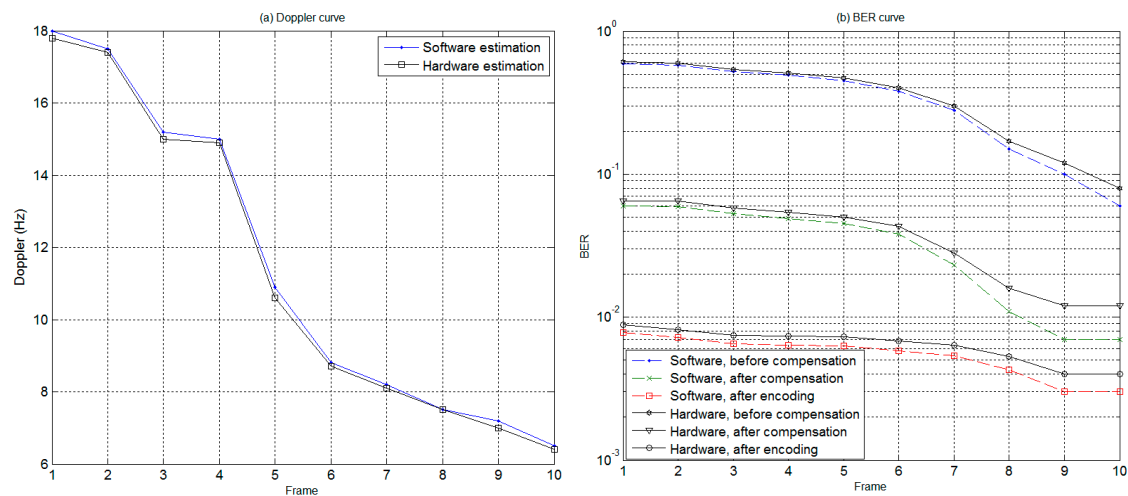 (a) Doppler curve
18
16
14
12
10
8
6
Doppler (Hz)
1 2 3 4 5 6 7 8 9 10
Frame
Software estimation
Hardware estimation
(b) BER curve
10^0
10^-1
10^-2
10^-3
BER
1 2 3 4 5 6 7 8 9 10
Frame
Software, before compensation
Software, after compensation
Software, after encoding
Hardware, before compensation
Hardware, after compensation
Hardware, after encoding